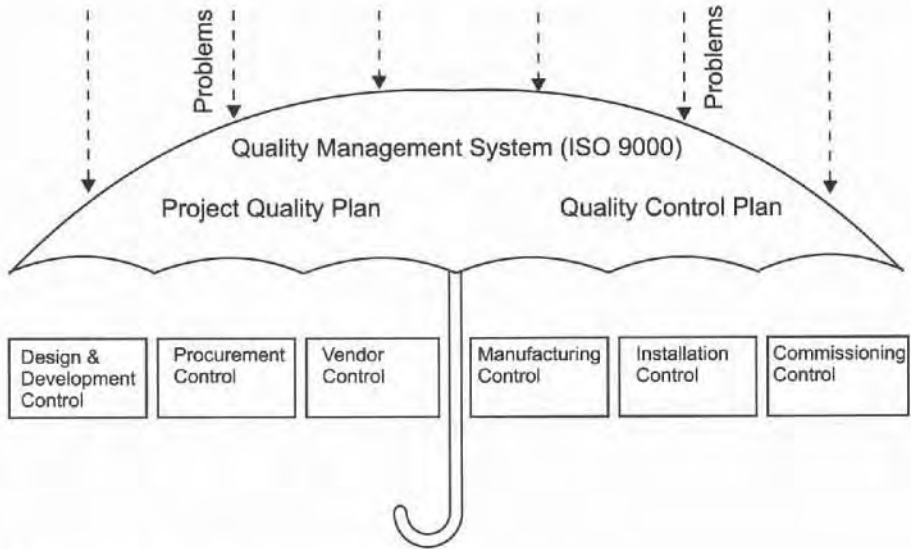 Problems
Problems
Quality Management System (ISO 9000)
Project Quality Plan
Quality Control Plan
Design &
Development
Control
Procurement
Control
Vendor
Control
Manufacturing
Control
Installation
Control
Commissioning
Control